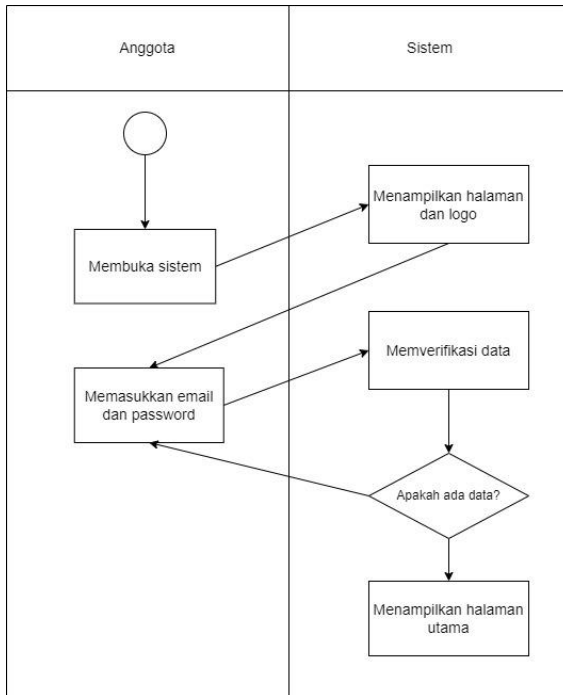 Anggota
Sistem
Menampilkan halaman
dan logo
Membuka sistem
Memverifikasi data
Memasukkan email
dan password
Apakah ada data?
Menampilkan halaman
utama